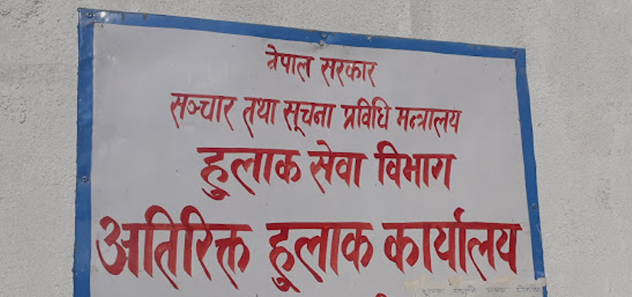 नेपाल सरकार
सञ्चार तथा सूचना प्रविधि मन्त्रालय
हुलाक सेवा विभाग
अतिरिक्त हुलाक कार्यालय